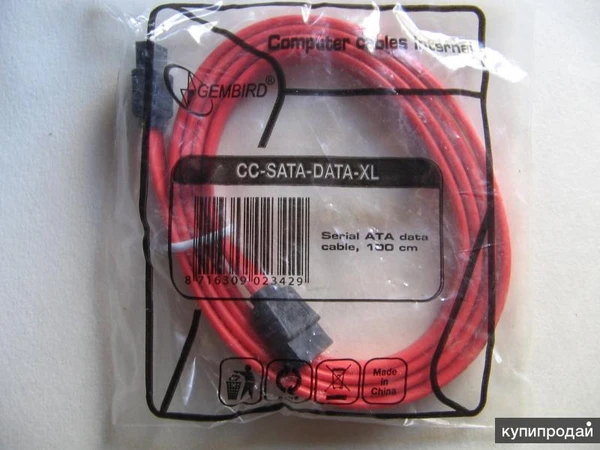 Computer cables internal
GEMBIRD®
CC-SATA-DATA-XL
Serial ATA data
cable, 100 cm
8 716309 023429
Made
in
China
купипродай